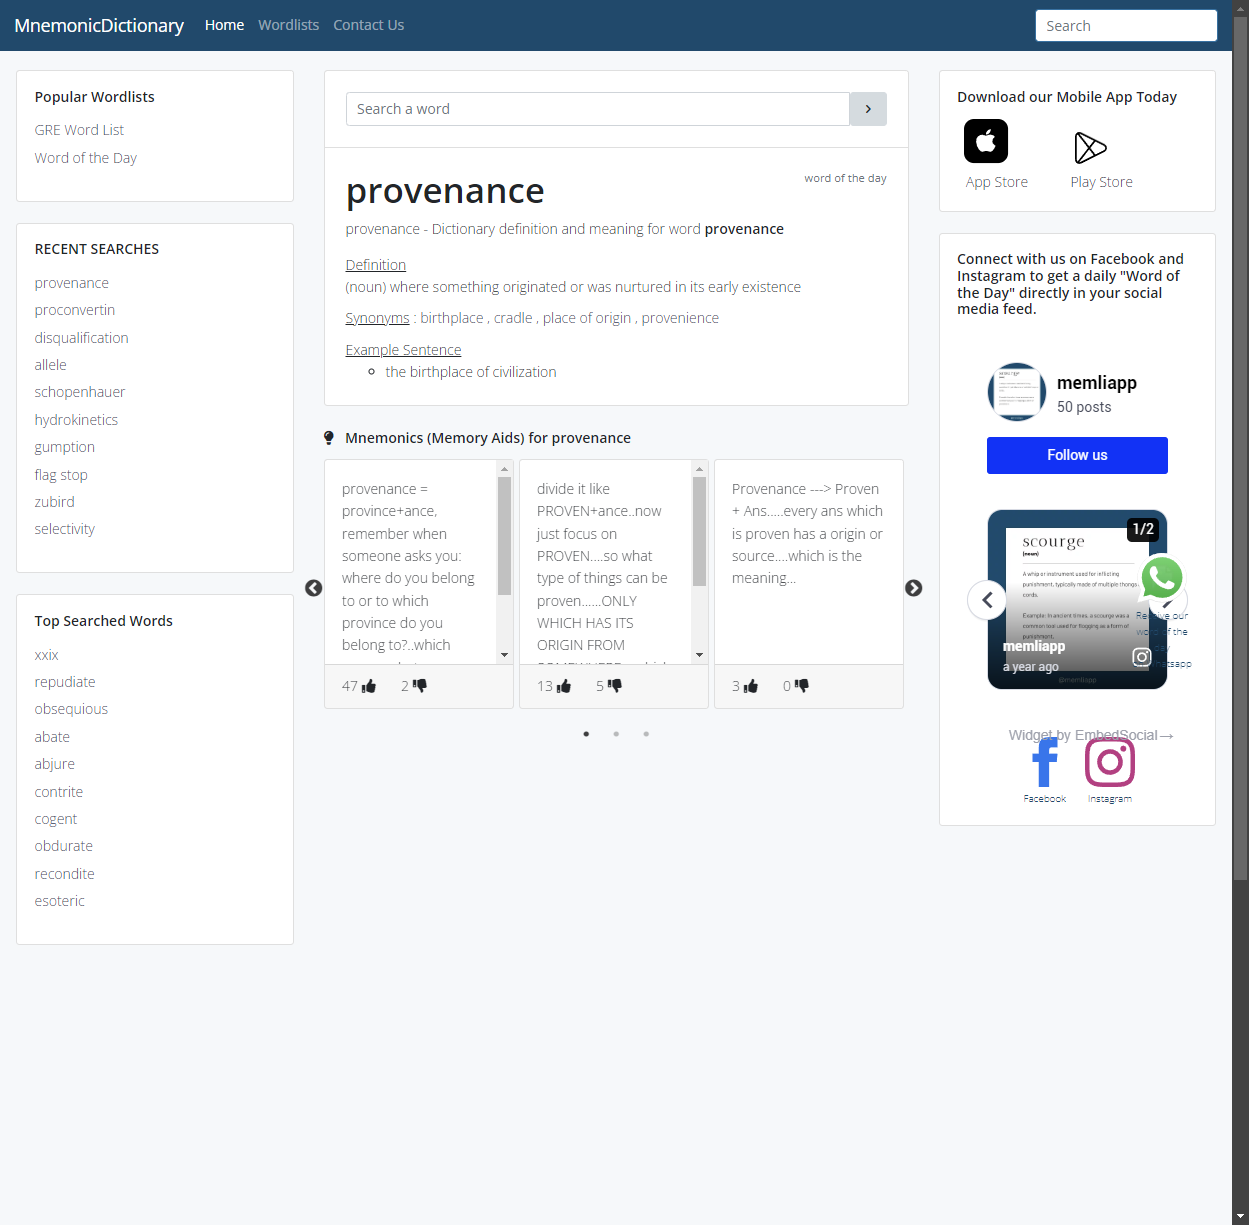 MnemonicDictionary Home Wordlists Contact Us Search
Popular Wordlists
GRE Word List
Word of the Day
RECENT SEARCHES
provenance
proconvertin
disqualification
allele
schopenhauer
hydrokinetics
gumption
flag stop
zubird
selectivity
Top Searched Words
xxix
repudiate
obsequious
abate
abjure
contrite
cogent
obdurate
recondite
esoteric
Search a word
provenance
word of the day
provenance - Dictionary definition and meaning for word provenance
Definition
(noun) where something originated or was nurtured in its early existence
Synonyms : birthplace , cradle , place of origin , provenience
Example Sentence
the birthplace of civilization
Mnemonics (Memory Aids) for provenance
provenance =
province+ance,
remember when
someone asks you:
where do you belong
to or to which
province do you
belong to?..which
47 2
divide it like
PROVEN+ance..now
just focus on
PROVEN....so what
type of things can be
proven......ONLY
WHICH HAS ITS
ORIGIN FROM
13 5
Provenance ---> Proven
+ Ans.....every ans which
is proven has a origin or
source....which is the
meaning...
3 0
Download our Mobile App Today
App Store Play Store
Connect with us on Facebook and
Instagram to get a daily "Word of
the Day" directly in your social
media feed.
memliapp
50 posts
Follow us
1/2
scourge
(noun)
A whip or instrument used for inflicting
punishment, typically made of multiple thongs
cords.
Example: In ancient times, a scourge was a
common tool used for flogging as a form of
punishment.
memliapp
a year ago
@memliapp
Receive our
word of the
day
Widget by EmbedSocial→
Facebook Instagram